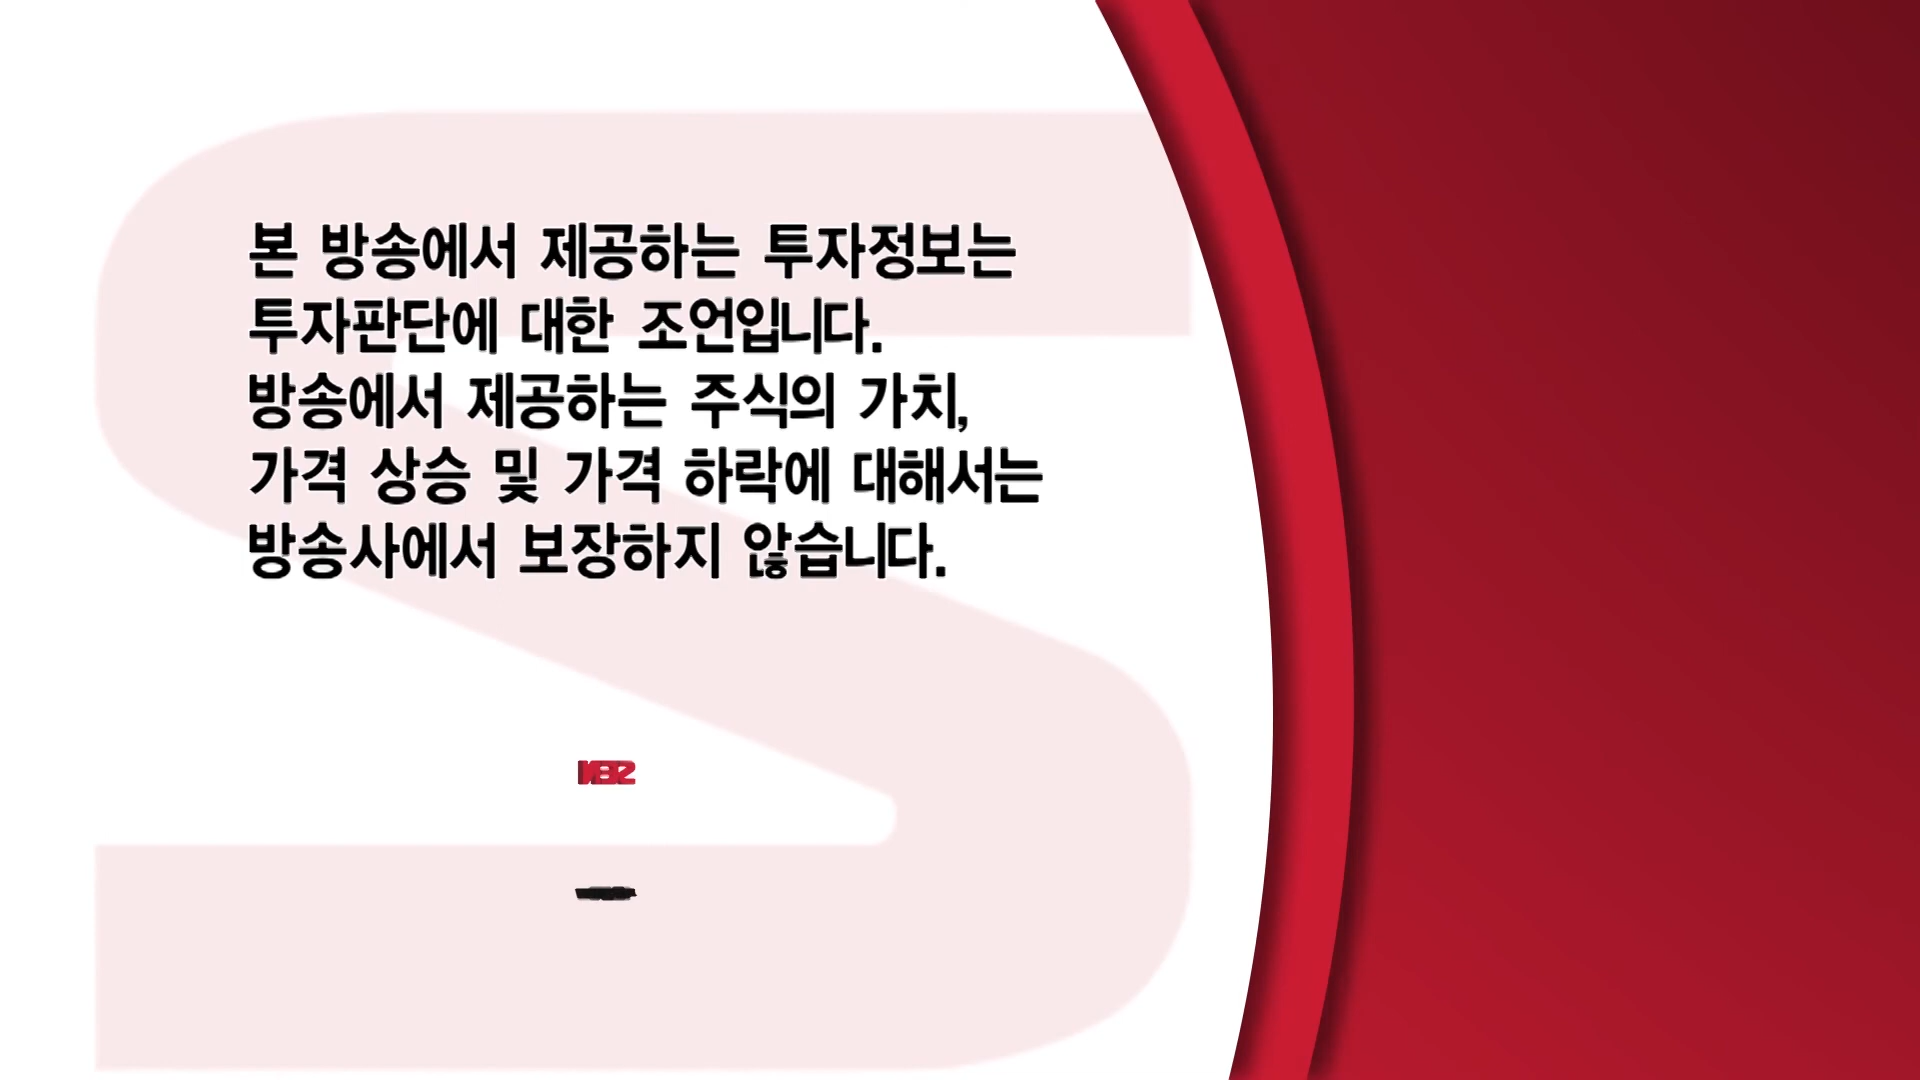 본 방송에서 제공하는 투자정보는
투자판단에 대한 조언입니다.
방송에서 제공하는 주식의 가치,
가격 상승 및 가격 하락에 대해서는
방송사에서 보장하지 않습니다.